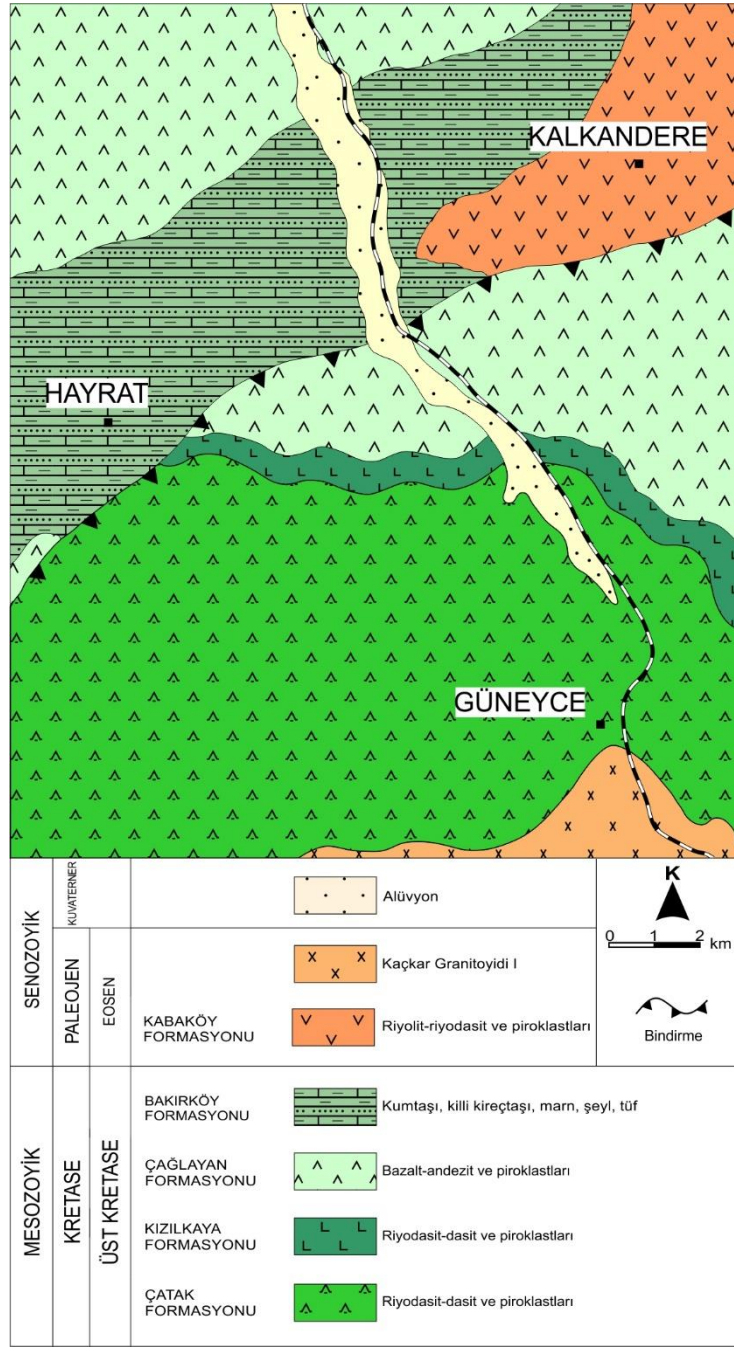 KALKANDERE
HAYRAT
GÜNEYCE
SENOZOYİK
KUVATERNER
Alüvyon
K
0 1 2 km
Bindirme
PALEOJEN
EOSEN
Kaçkar Granitoyidi I
KABAKÖY
FORMASYONU
Riyolit-riyodasit ve piroklastları
MESOZOYİK
KRETASE
ÜST KRETASE
BAKIRKÖY
FORMASYONU
Kumtaşı, killi kireçtaşı, marn, şeyl, tüf
ÇAĞLAYAN
FORMASYONU
Bazalt-andezit ve piroklastları
KIZILKAYA
FORMASYONU
Riyodasit-dasit ve piroklastları
ÇATAK
FORMASYONU
Riyodasit-dasit ve piroklastları